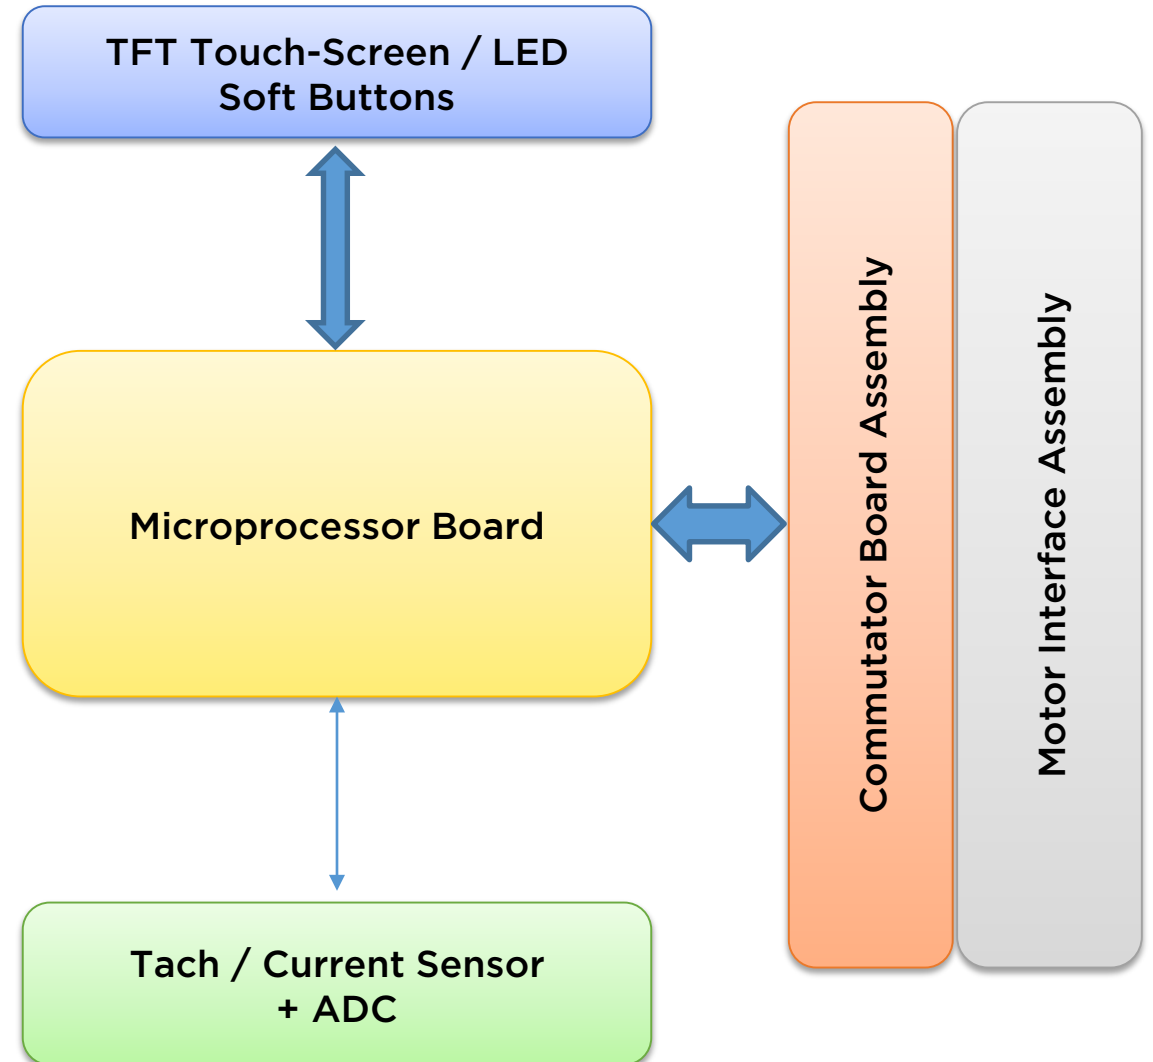 TFT Touch-Screen / LED
Soft Buttons
Microprocessor Board
Commutator Board Assembly
Motor Interface Assembly
Tach / Current Sensor
+ ADC